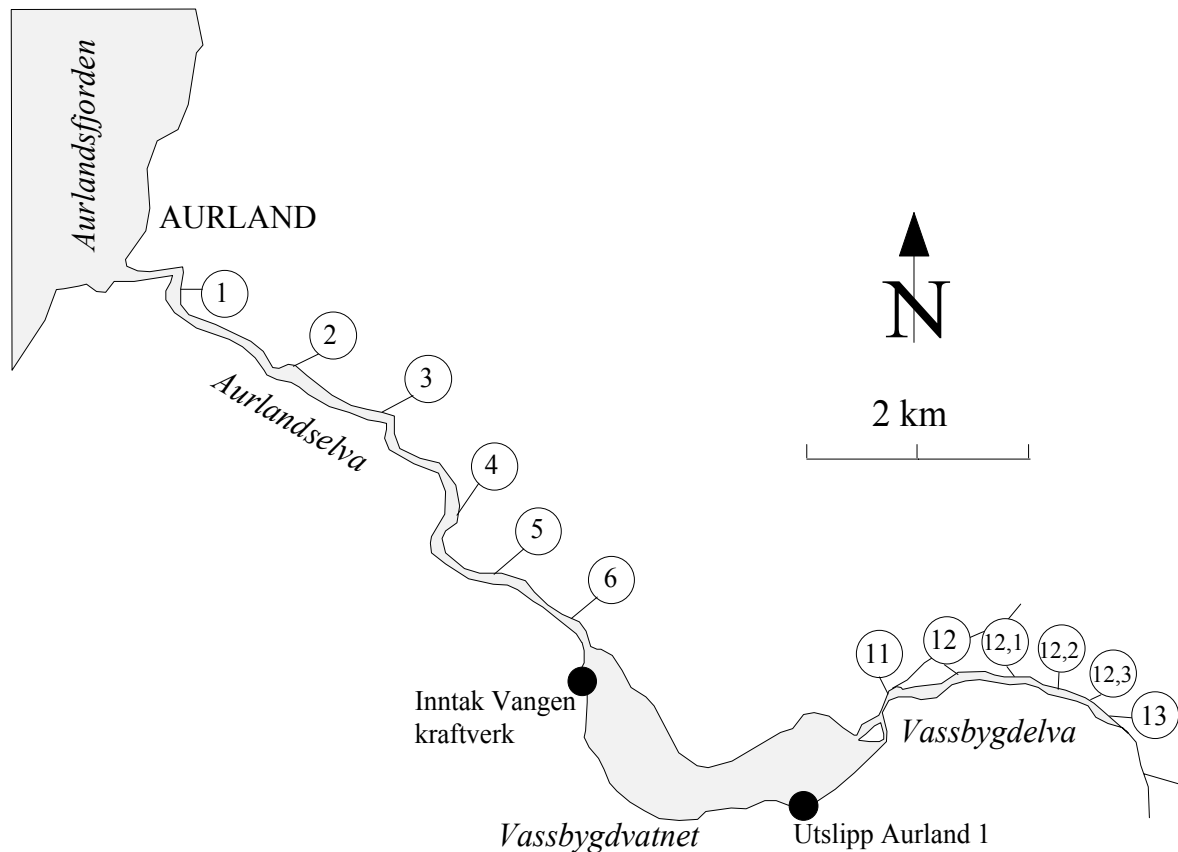 Aurlandsfjorden
AURLAND
1
2
3
Aurlandselva
4
5
6
N
2 km
11
12
12,1
12,2
12,3
13
Inntak Vangen
kraftverk
Vassbygdelva
Vassbygdvatnet
Utslipp Aurland 1